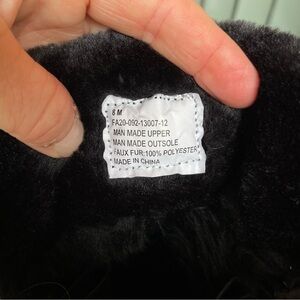 8 M
FA20-092-13007-12
MAN MADE UPPER
MAN MADE OUTSOLE
FAUX FUR:100% POLYESTER
MADE IN CHINA